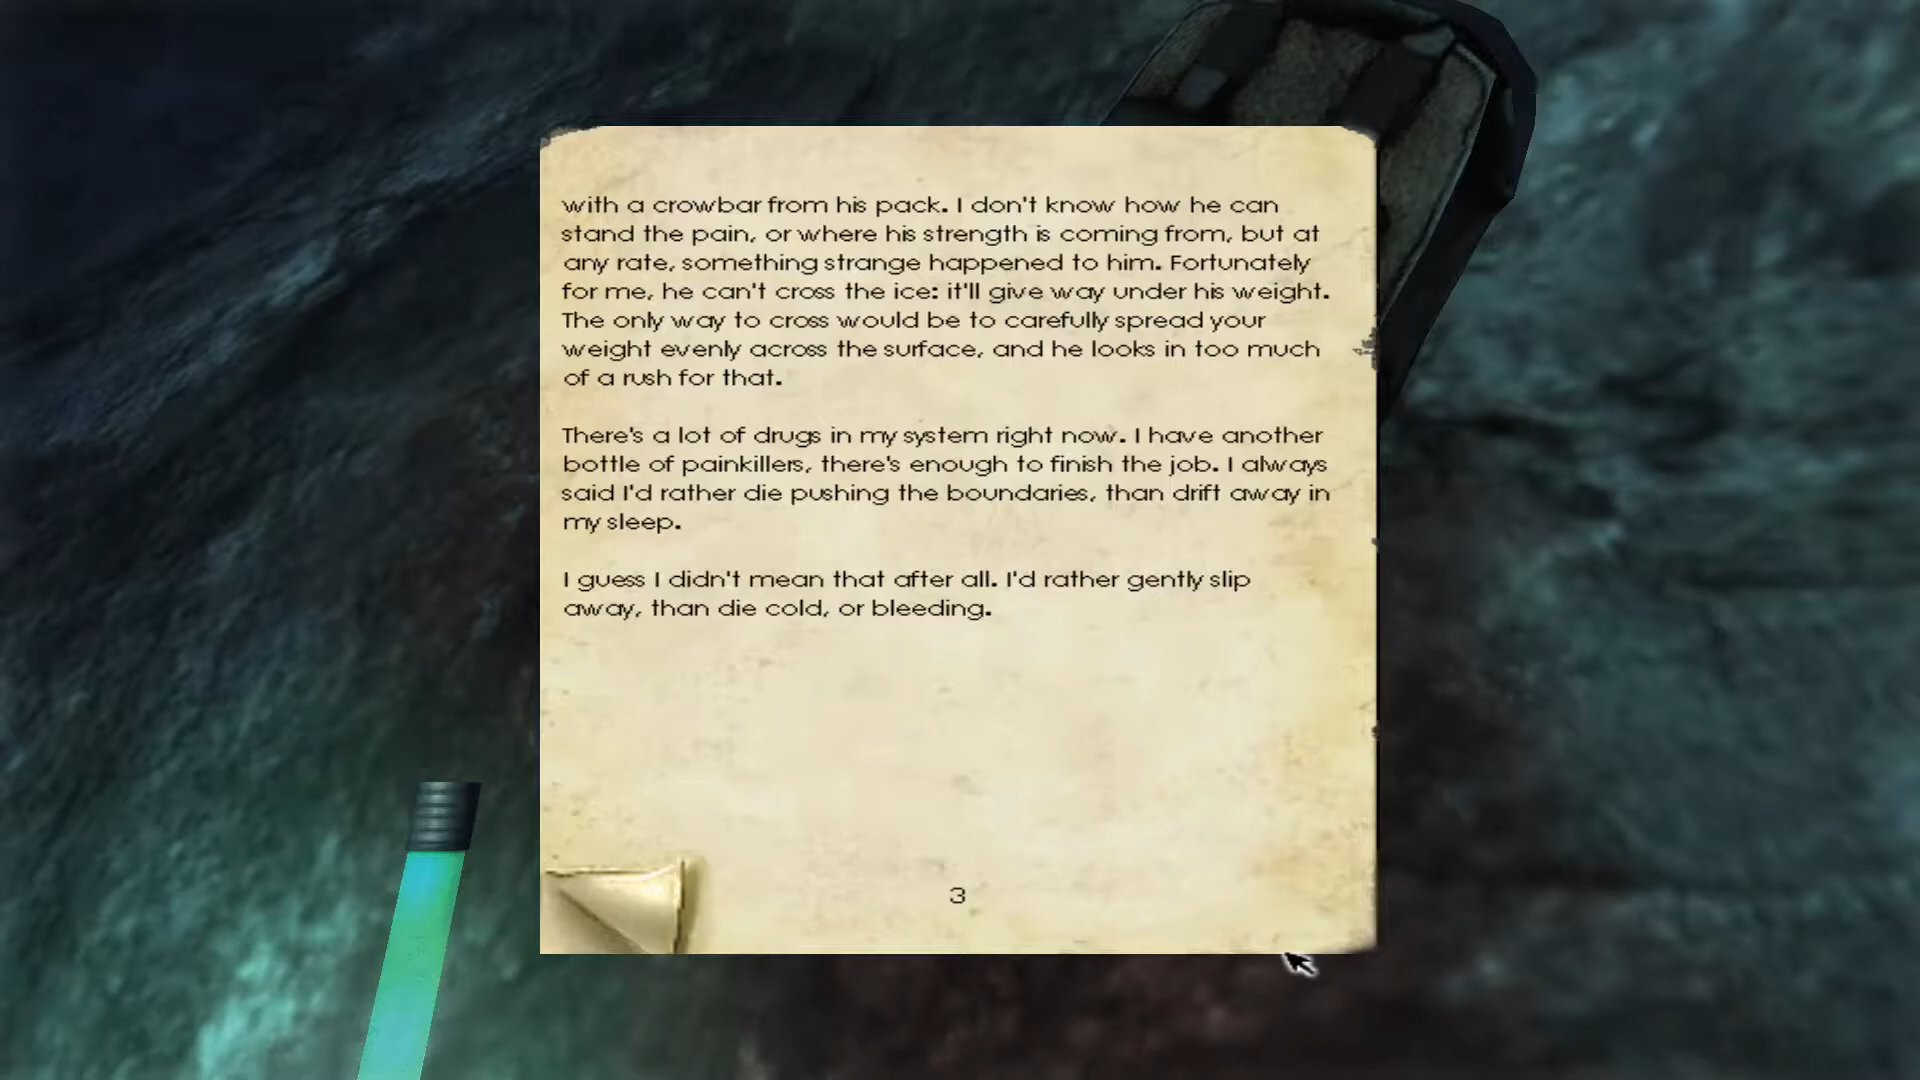 with a crowbar from his pack. I don't know how he can
stand the pain, or where his strength is coming from, but at
any rate, something strange happened to him. Fortunately
for me, he can't cross the ice: it'll give way under his weight.
The only way to cross would be to carefully spread your
weight evenly across the surface, and he looks in too much
of a rush for that.
There's a lot of drugs in my system right now. I have another
bottle of painkillers, there's enough to finish the job. I always
said I'd rather die pushing the boundaries, than drift away in
my sleep.
I guess I didn't mean that after all. I'd rather gently slip
away, than die cold, or bleeding.
3